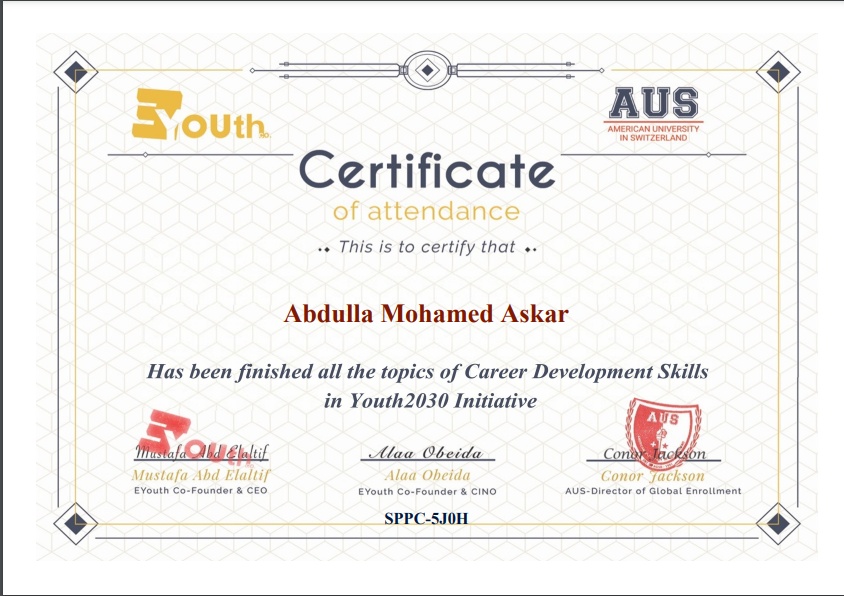 EYouth
AUS
AMERICAN UNIVERSITY
IN SWITZERLAND
Certificate
of attendance
This is to certify that
Abdulla Mohamed Askar
Has been finished all the topics of Career Development Skills
in Youth2030 Initiative
EYouth
AUS
Mustafa Abd Elaltif
Alaa Obeida
Conor Jackson
Mustafa Abd Elaltif
Alaa Obeida
Conor Jackson
EYouth Co-Founder & CEO
EYouth Co-Founder & CINO
AUS-Director of Global Enrollment
SPPC-5J0H